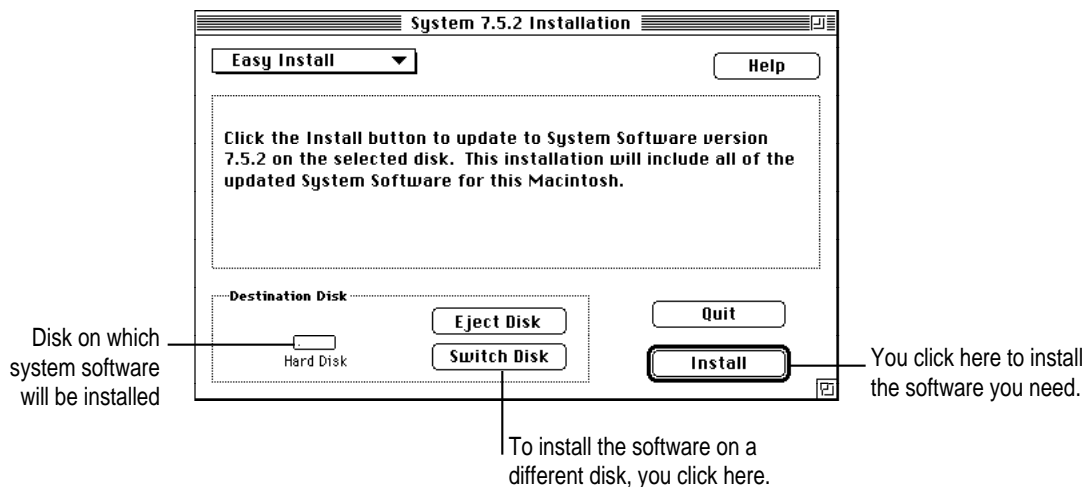 System 7.5.2 Installation
Easy Install
Help
Click the Install button to update to System Software version
7.5.2 on the selected disk.  This installation will include all of the
updated System Software for this Macintosh.
Destination Disk
Hard Disk
Eject Disk
Switch Disk
Quit
Install
Disk on which
system software
will be installed
You click here to install
the software you need.
To install the software on a
different disk, you click here.